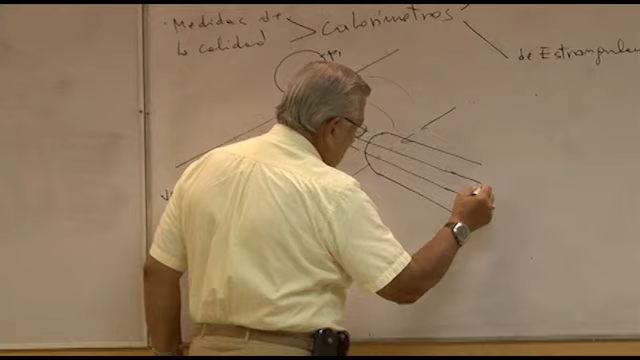 Medidas de
la calidad
calorímetros
de Estrangula